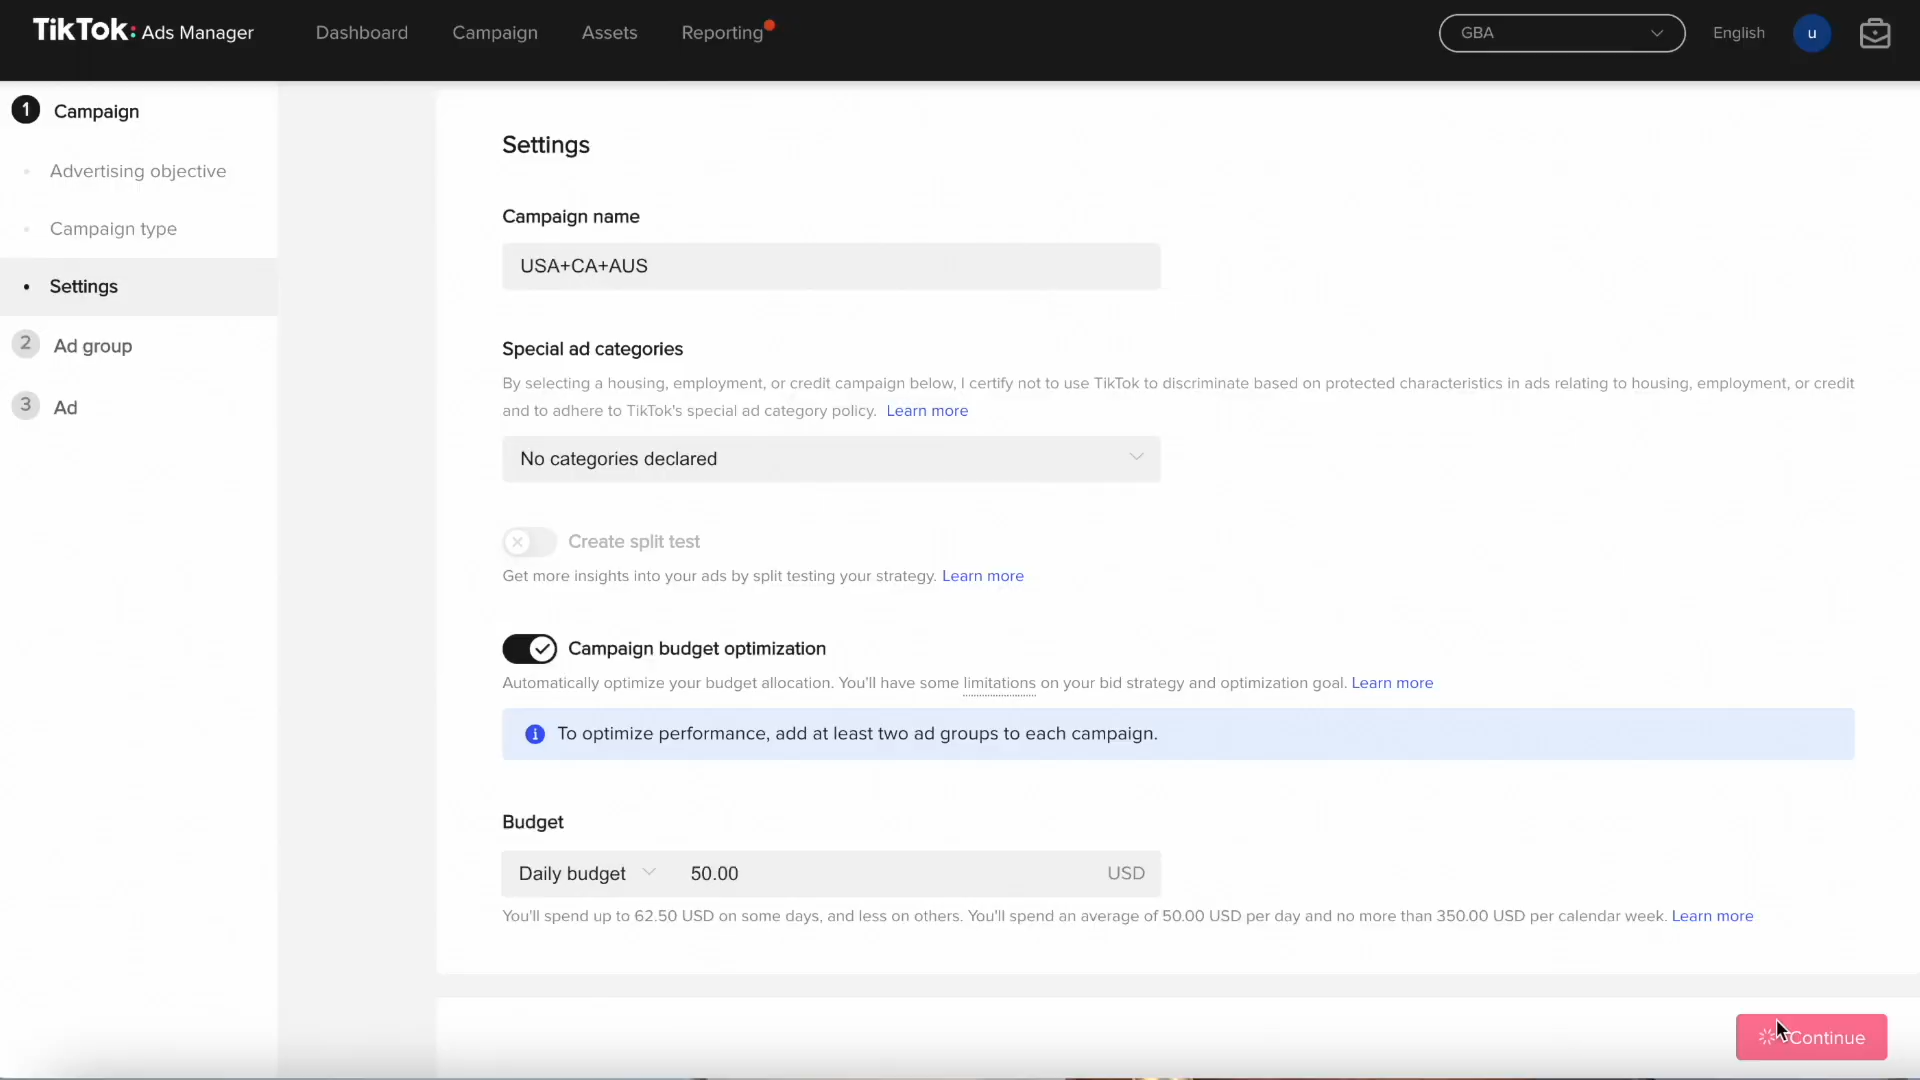 TikTok: Ads Manager
Dashboard
Campaign
Assets
Reporting
GBA
English
u
1 Campaign
Advertising objective
Campaign type
Settings
2 Ad group
3 Ad
Settings
Campaign name
USA+CA+AUS
Special ad categories
By selecting a housing, employment, or credit campaign below, I certify not to use TikTok to discriminate based on protected characteristics in ads relating to housing, employment, or credit
and to adhere to TikTok's special ad category policy. Learn more
No categories declared
Create split test
Get more insights into your ads by split testing your strategy. Learn more
Campaign budget optimization
Automatically optimize your budget allocation. You'll have some limitations on your bid strategy and optimization goal. Learn more
To optimize performance, add at least two ad groups to each campaign.
Budget
Daily budget 50.00 USD
You'll spend up to 62.50 USD on some days, and less on others. You'll spend an average of 50.00 USD per day and no more than 350.00 USD per calendar week. Learn more
Continue